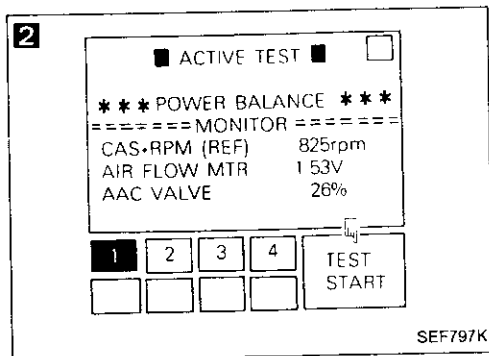 2
■ ACTIVE TEST ■
*** POWER BALANCE ***
=======MONITOR=======
CAS•RPM (REF) 825rpm
AIR FLOW MTR 1 53V
AAC VALVE 26%
1 2 3 4 TEST
START
SEF797K